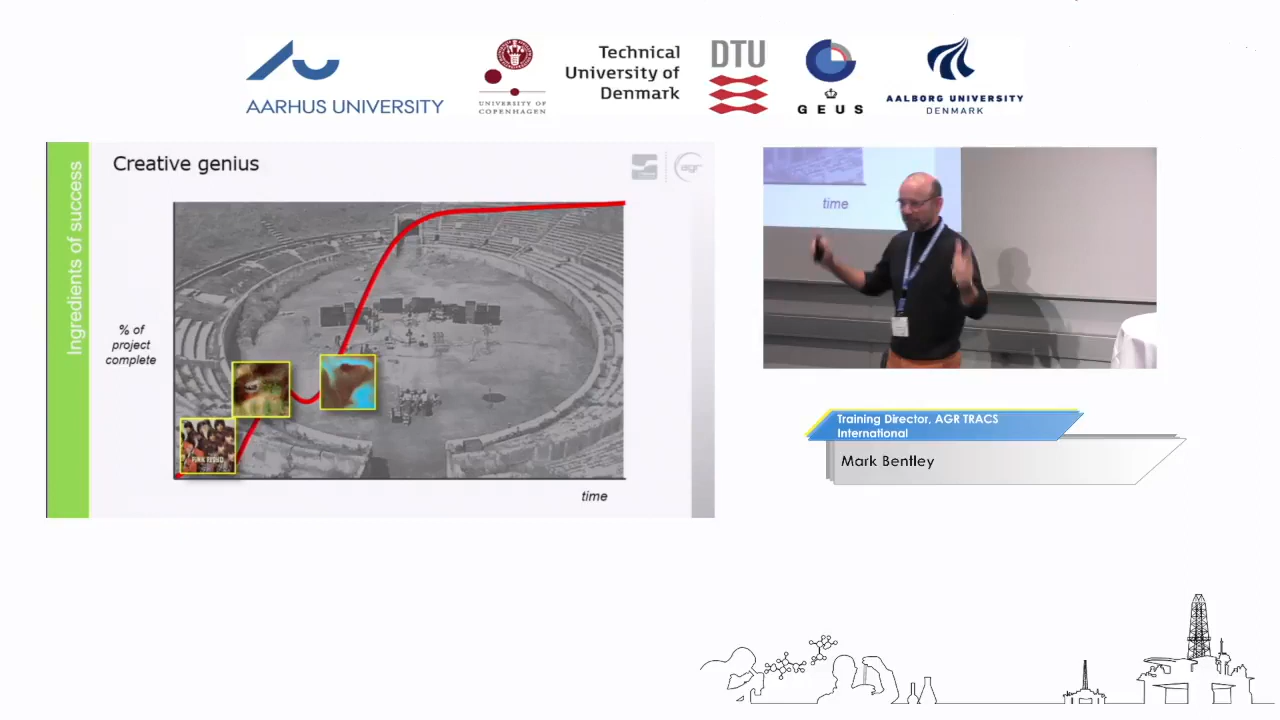 AARHUS UNIVERSITY
UNIVERSITY OF
COPENHAGEN
Technical
University of
Denmark
DTU
GEUS
AALBORG UNIVERSITY
DENMARK
Ingredients of success
Creative genius
agr
% of
project
complete
PINK FLOYD
time
time
Training Director, AGR TRACS
International
Mark Bentley